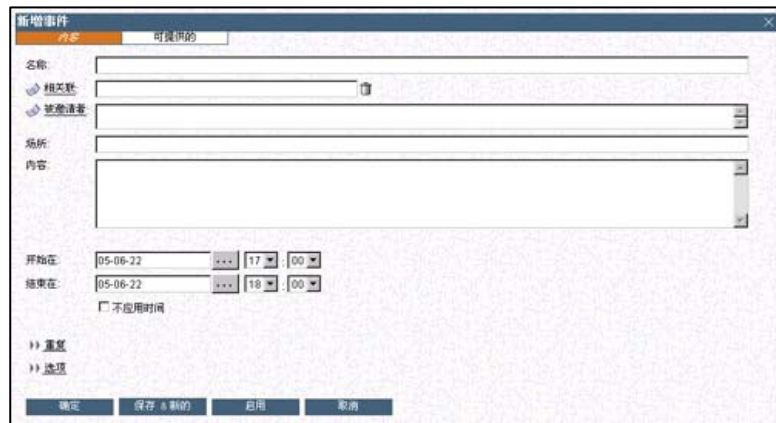 新增事件
内容 可提供的
名称:
相关联:
被邀请者:
场所:
内容:
开始在: 05-06-22 ... 17 : 00
结束在: 05-06-22 ... 18 : 00
不应用时间
重复
选项
确定 保存 &新的 启用 取消